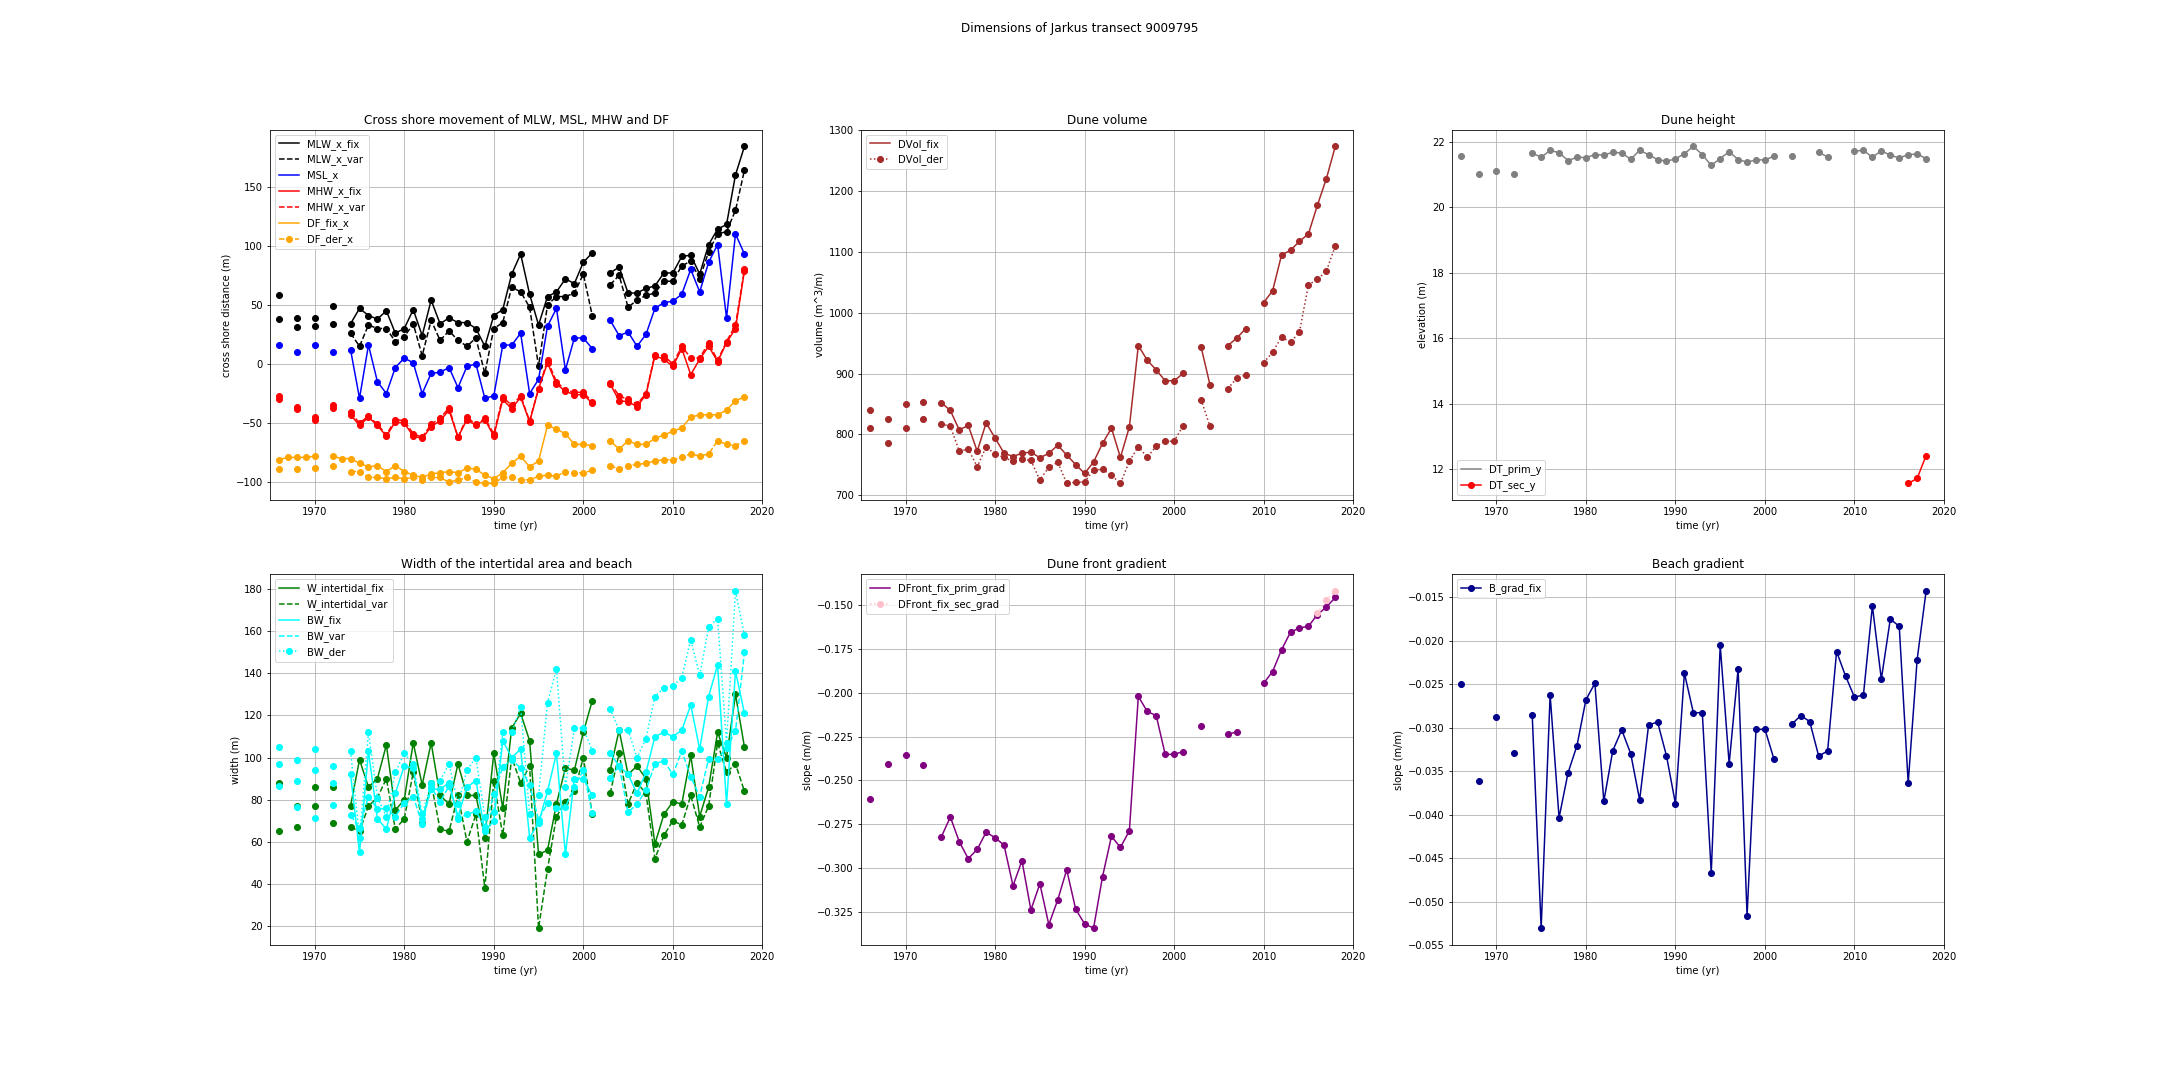 Dimensions of Jarkus transect 9009795
Cross shore movement of MLW, MSL, MHW and DF
cross shore distance (m)
150
100
50
0
−50
−100
MLW_x_fix
MLW_x_var
MSL_x
MHW_x_fix
MHW_x_var
DF_fix_x
DF_der_x
1970 1980 1990 2000 2010 2020
time (yr)
Dune volume
volume (m^3/m)
1300
1200
1100
1000
900
800
700
DVol_fix
DVol_der
1970 1980 1990 2000 2010 2020
time (yr)
Dune height
elevation (m)
22
20
18
16
14
12
DT_prim_y
DT_sec_y
1970 1980 1990 2000 2010 2020
time (yr)
Width of the intertidal area and beach
width (m)
180
160
140
120
100
80
60
40
20
W_intertidal_fix
W_intertidal_var
BW_fix
BW_var
BW_der
1970 1980 1990 2000 2010 2020
time (yr)
Dune front gradient
slope (m/m)
−0.150
−0.175
−0.200
−0.225
−0.250
−0.275
−0.300
−0.325
DFront_fix_prim_grad
DFront_fix_sec_grad
1970 1980 1990 2000 2010 2020
time (yr)
Beach gradient
slope (m/m)
−0.015
−0.020
−0.025
−0.030
−0.035
−0.040
−0.045
−0.050
−0.055
B_grad_fix
1970 1980 1990 2000 2010 2020
time (yr)